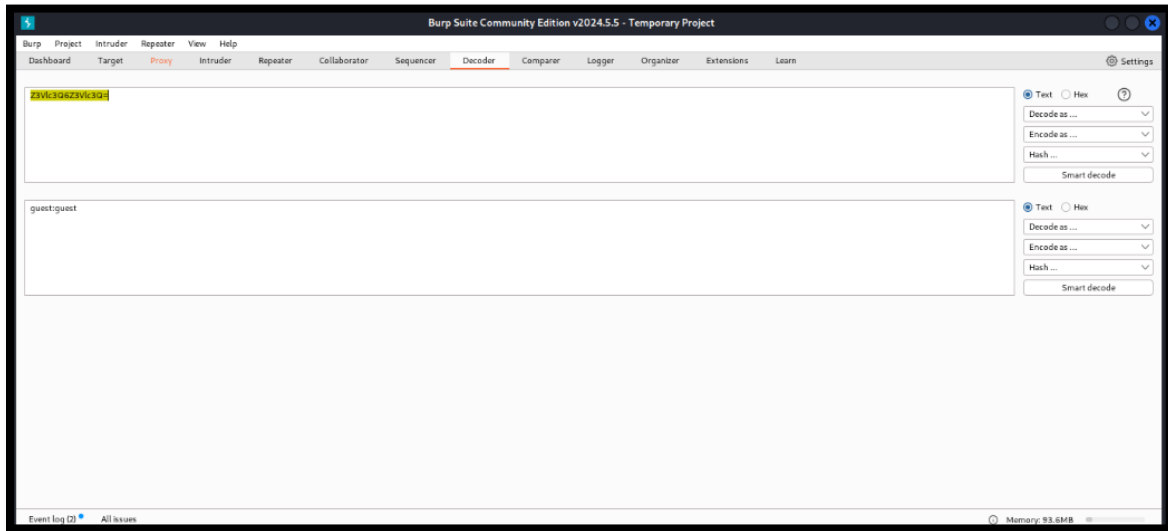 Burp Suite Community Edition v2024.5.5 - Temporary Project
Burp Project Intruder Repeater View Help
Dashboard Target Proxy Intruder Repeater Collaborator Sequencer Decoder Comparer Logger Organizer Extensions Learn Settings
Z3Vlc3Q6Z3Vlc3Q=
Text Hex ?
Decode as ...
Encode as ...
Hash ...
Smart decode
guest:guest
Text Hex
Decode as ...
Encode as ...
Hash ...
Smart decode
Event log (2) All issues Memory: 93.6MB